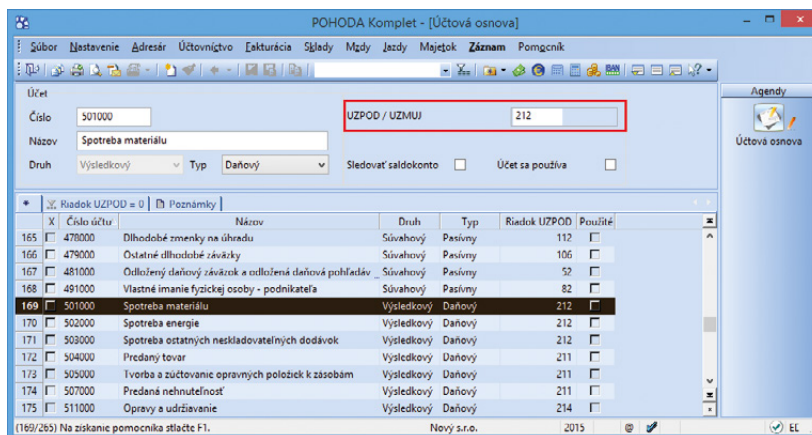 POHODA Komplet - [Účtová osnova]
Súbor Nastavenie Adresár Účtovníctvo Fakturácia Sklady Mzdy Jazdy Majetok Záznam Pomocník
Účet
Číslo 501000 UZPOD / UZMUJ 212
Názov Spotreba materiálu
Druh Výsledkový Typ Daňový Sledovať saldokonto Účet sa používa
Agendy
Účtová osnova
* Riadok UZPOD = 0 Poznámky
X Číslo účtu Názov Druh Typ Riadok UZPOD Použité
165 478000 Dlhodobé zmenky na úhradu Súvahový Pasívny 112
166 479000 Ostatné dlhodobé záväzky Súvahový Pasívny 106
167 481000 Odložený daňový záväzok a odložená daňová pohľadáv Súvahový Pasívny 52
168 491000 Vlastné imanie fyzickej osoby - podnikateľa Súvahový Pasívny 82
169 501000 Spotreba materiálu Výsledkový Daňový 212
170 502000 Spotreba energie Výsledkový Daňový 212
171 503000 Spotreba ostatných neskladovateľných dodávok Výsledkový Daňový 212
172 504000 Predaný tovar Výsledkový Daňový 211
173 505000 Tvorba a zúčtovanie opravných položiek k zásobám Výsledkový Daňový 211
174 507000 Predaná nehnuteľnosť Výsledkový Daňový 211
175 511000 Opravy a udržiavanie Výsledkový Daňový 214
(169/265) Na získanie pomocníka stlačte F1. Nový s.r.o. 2015 @ EL